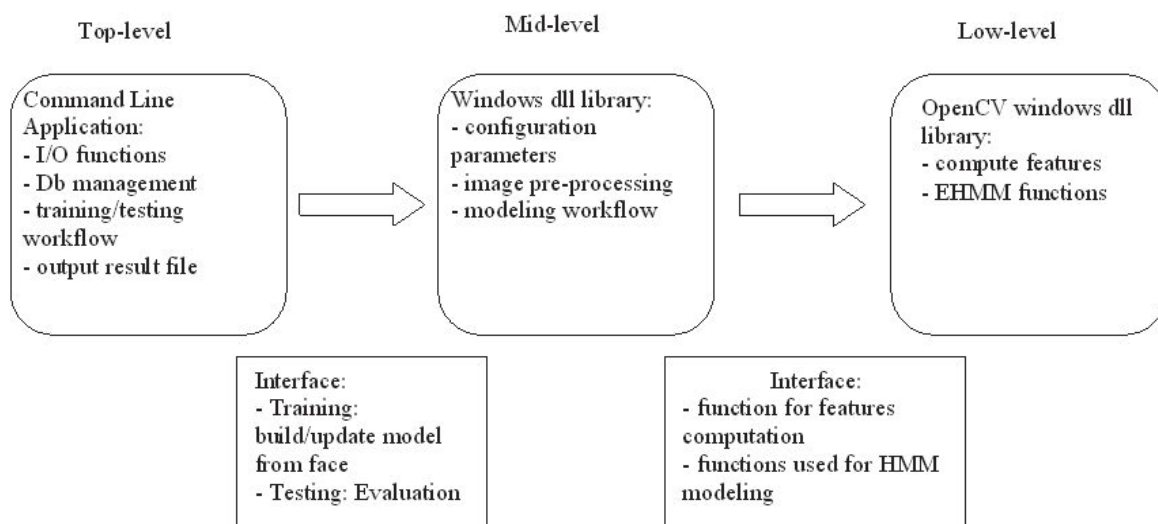 Top-level
Mid-level
Low-level
Command Line
Application:
- I/O functions
- Db management
- training/testing
workflow
- output result file
Windows dll library:
- configuration
parameters
- image pre-processing
- modeling workflow
OpenCV windows dll
library:
- compute features
- EHMM functions
Interface:
- Training:
build/update model
from face
- Testing: Evaluation
Interface:
- function for features
computation
- functions used for HMM
modeling